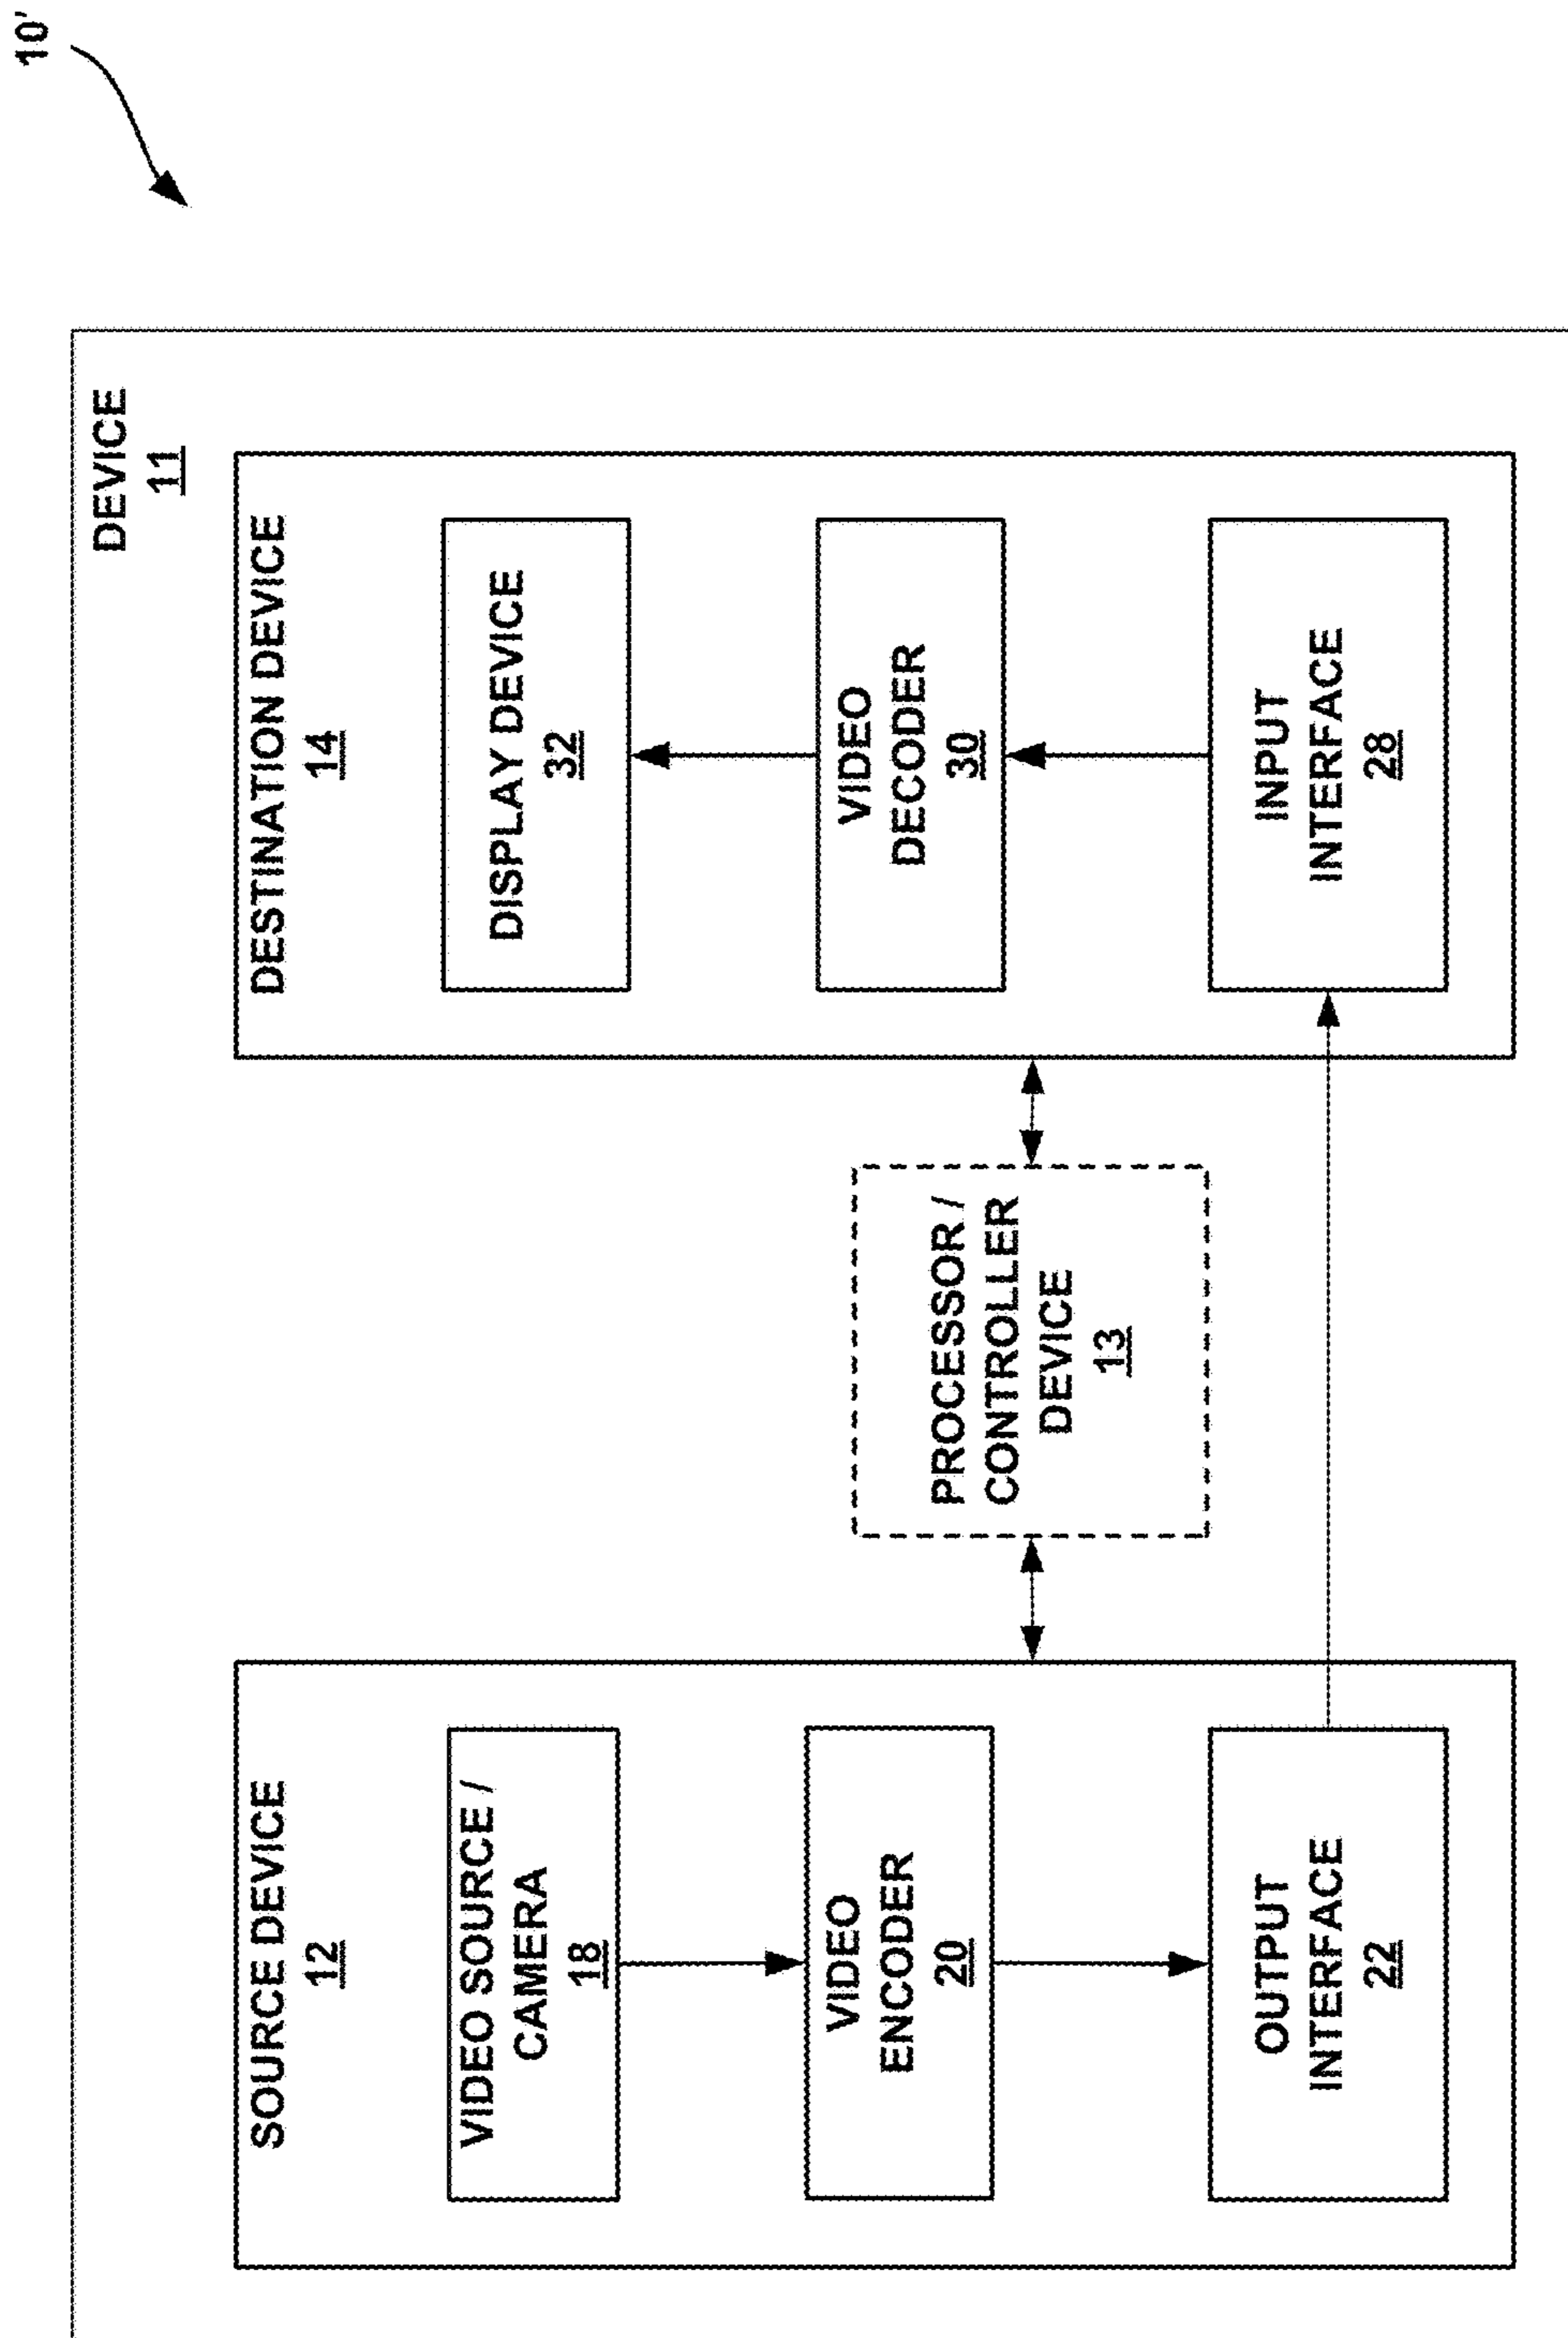 10'
DEVICE
11
SOURCE DEVICE
12
VIDEO SOURCE /
CAMERA
18
VIDEO
ENCODER
20
OUTPUT
INTERFACE
22
PROCESSOR /
CONTROLLER
DEVICE
13
DESTINATION DEVICE
14
DISPLAY DEVICE
32
VIDEO
DECODER
30
INPUT
INTERFACE
28